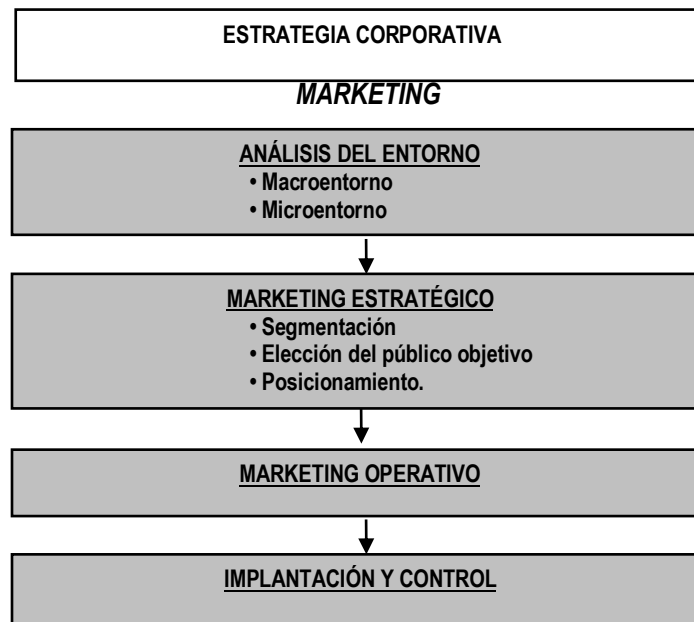 ESTRATEGIA CORPORATIVA
MARKETING
ANÁLISIS DEL ENTORNO
• Macroentorno
• Microentorno
MARKETING ESTRATÉGICO
• Segmentación
• Elección del público objetivo
• Posicionamiento.
MARKETING OPERATIVO
IMPLANTACIÓN Y CONTROL